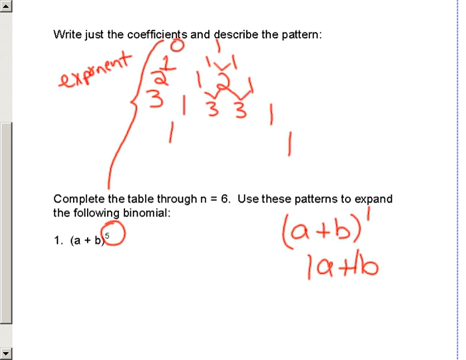 Write just the coefficients and describe the pattern:
exponent
0 1
1 1 1
2 1 2 1
3 1 3 3 1
1 1
Complete the table through n = 6. Use these patterns to expand
the following binomial:
1. (a + b)⁵
(a+b)¹
1a+1b